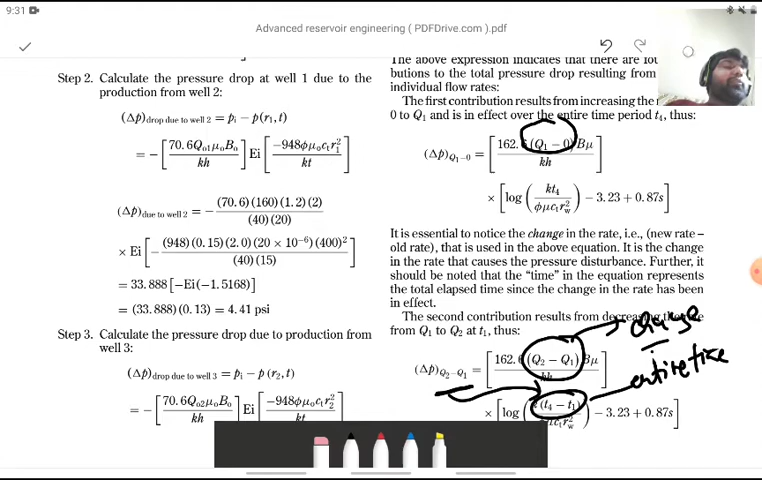 9:31
Advanced reservoir engineering ( PDFDrive.com ).pdf
Step 2. Calculate the pressure drop at well 1 due to the
production from well 2:
(Δp)drop due to well 2 = pi − p(r1, t)
= − [70.6Qo1μoBo / kh] Ei [−948ϕμoctr1² / kt]
(Δp)due to well 2 = − (70.6)(160)(1.2)(2) / (40)(20)
× Ei [− (948)(0.15)(2.0)(20 × 10⁻⁶)(400)² / (40)(15)]
= 33.888 [−Ei(−1.5168)]
= (33.888)(0.13) = 4.41 psi
Step 3. Calculate the pressure drop due to production from
well 3:
(Δp)drop due to well 3 = pi − p (r2, t)
= − [70.6Qo2μoBo / kh] Ei [−948ϕμoctr2² / kt]
The above expression indicates that there are
butions to the total pressure drop resulting from
individual flow rates:
The first contribution results from increasing the
0 to Q1 and is in effect over the entire time period t4, thus:
(Δp)Q1−0 = [162. (Q1 − 0) Bμ / kh]
× [log (kt4 / ϕμctrw²) − 3.23 + 0.87s]
It is essential to notice the change in the rate, i.e., (new rate −
old rate), that is used in the above equation. It is the change
in the rate that causes the pressure disturbance. Further, it
should be noted that the "time" in the equation represents
the total elapsed time since the change in the rate has been
in effect.
The second contribution results from
from Q1 to Q2 at t1, thus:
change
(Δp)Q2−Q1 = [162. (Q2 − Q1) Bμ / kh]
entire time
× [log ( (t4 − t1) / μctrw²) − 3.23 + 0.87s]